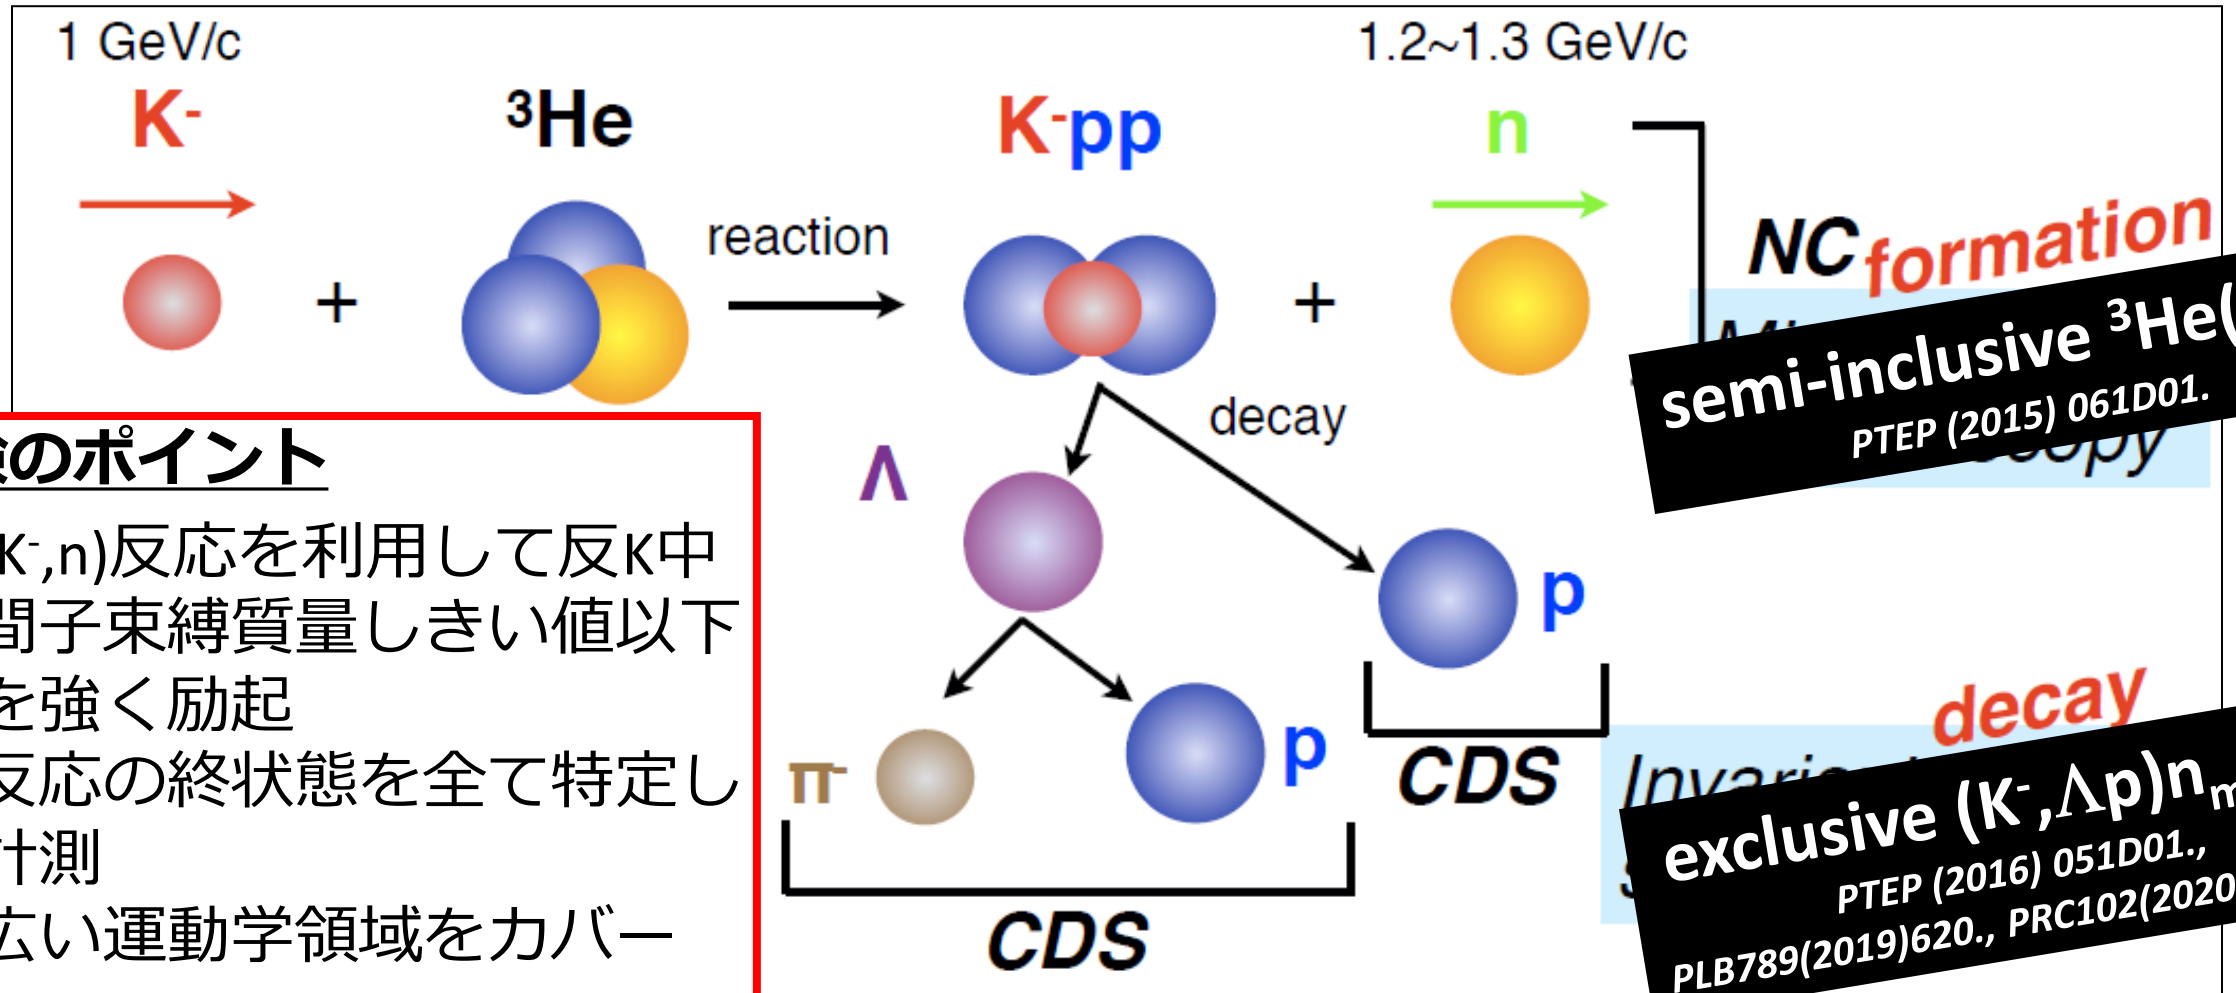 1 GeV/c
1.2~1.3 GeV/c
K-
³He
K-pp
n
reaction
+
+
NC
formation
semi-inclusive ³He(
PTEP (2015) 061D01.
decay
Λ
p
のポイント
K-,n)反応を利用して反K中
間子束縛質量しきい値以下
を強く励起
反応の終状態を全て特定し
計測
広い運動学領域をカバー
π-
p
CDS
CDS
decay
exclusive (K-,Λp)n
PTEP (2016) 051D01.,
PLB789(2019)620., PRC102(2020